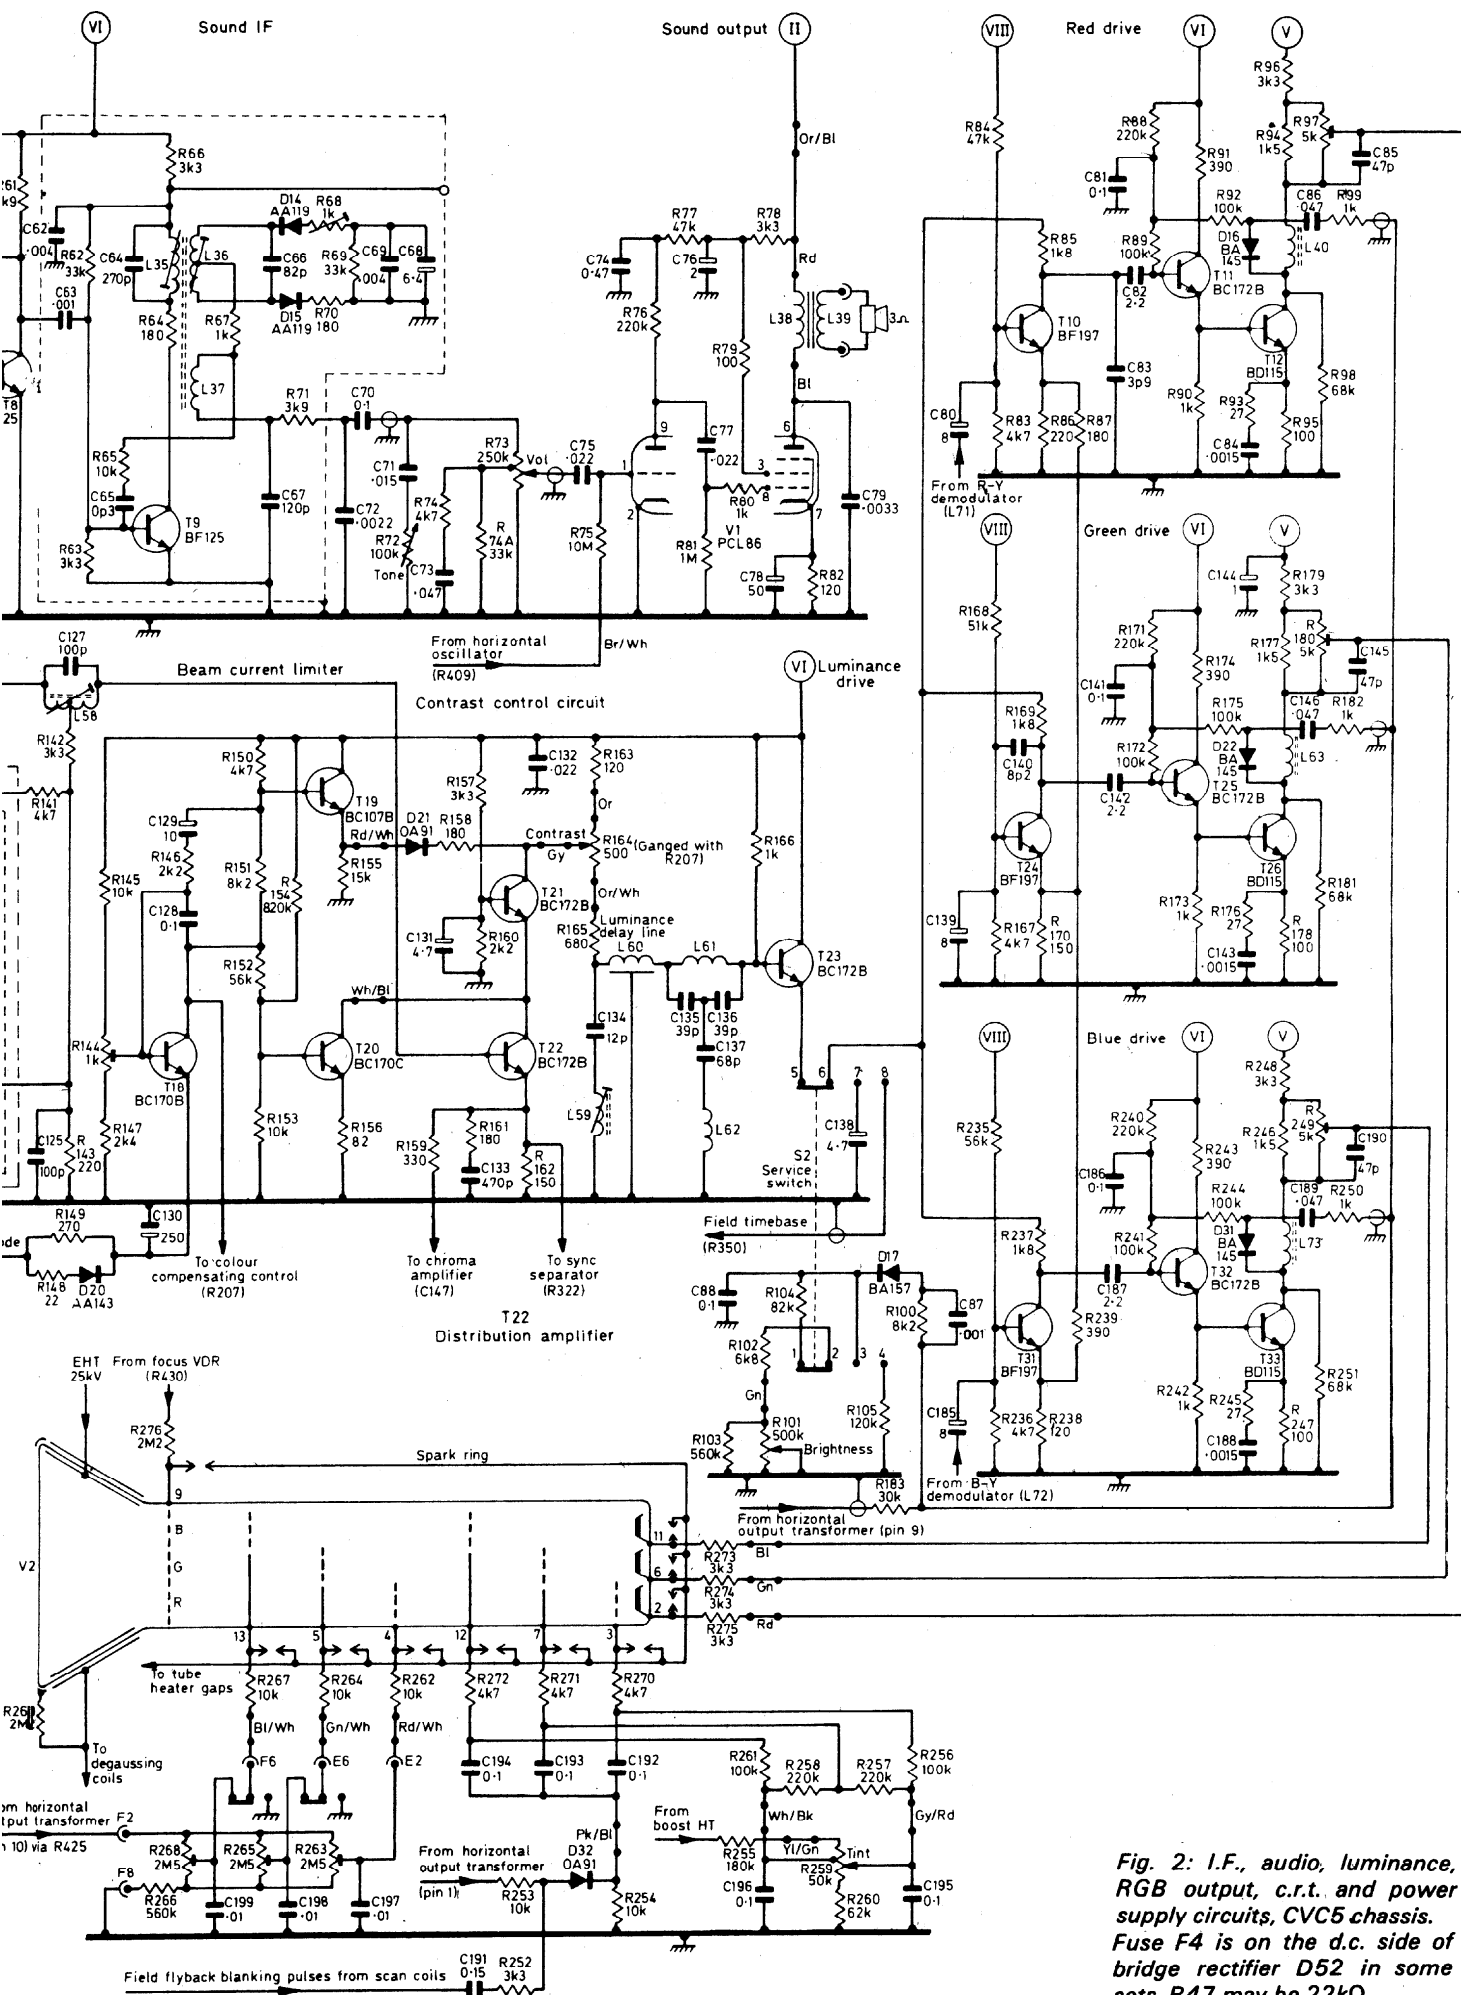 VI
Sound IF
Sound output
II
VIII
Red drive
VI
V
R96
3k3
R66
3k3
Or/Bl
R84
47k
R88
220k
R91
390
R94
1k5
R97
5k
C85
47p
C81
0·1
R92
100k
C86
·047
R99
1k
D14
AA119
R68
1k
R77
47k
R78
3k3
C62
·004
R62
33k
C64
270p
L35
L36
C66
82p
R69
33k
C69
·004
C68
6·4
C74
0·47
C76
2
Rd
R85
1k8
R89
100k
D16
BA
145
L40
C63
·001
R64
180
R67
1k
D15
AA119
R70
180
R76
220k
L38
L39
3Ω
C82
2·2
T11
BC172B
T10
BF197
R79
100
T12
BD115
L37
T8
25
Bl
C83
3p9
R98
68k
R71
3k9
C70
0·1
R90
1k
R93
27
C80
8
R83
4k7
R86
220
R87
180
R95
100
C84
·0015
R65
10k
C65
0p3
C67
120p
C71
·015
R73
250k
Vol
C75
·022
9
C77
·022
6
1
3
8
2
7
R80
1k
C79
·0033
From R-Y
demodulator
(L71)
T9
BF125
R63
3k3
C72
·0022
R72
100k
Tone
R74
4k7
C73
·047
R
74A
33k
R75
10M
R81
1M
V1
PCL86
C78
50
R82
120
VIII
Green drive
VI
V
C144
1
R179
3k3
R168
51k
R171
220k
R174
390
R177
1k5
R
180
5k
C145
47p
C127
100p
L58
Beam current limiter
From horizontal
oscillator
(R409)
Br/Wh
VI
Luminance
drive
Contrast control circuit
C141
0·1
R169
1k8
R175
100k
C146
·047
R182
1k
R142
3k3
R150
4k7
C132
·022
R163
120
C140
8p2
R172
100k
D22
BA
145
L63
R141
4k7
T19
BC107B
R157
3k3
Or
C142
2·2
T25
BC172B
C129
10
Rd/Wh
D21
OA91
R158
180
Contrast
Gy
R164
500
(Ganged with
R207)
R166
1k
T24
BF197
T26
BD115
R146
2k2
R145
10k
R151
8k2
R
154
820k
R155
15k
T21
BC172B
Or/Wh
C128
0·1
C131
4·7
R160
2k2
R165
680
Luminance
delay line
L60
L61
T23
BC172B
R181
68k
R173
1k
R176
27
C139
8
R167
4k7
R
170
150
R
178
100
C143
·0015
R152
56k
Wh/Bl
C134
12p
C135
39p
C136
39p
C137
68p
VIII
Blue drive
VI
V
R144
1k
T18
BC170B
T20
BC170C
T22
BC172B
5
6
7
8
R248
3k3
L59
L62
C138
4·7
R240
220k
R246
1k5
R
249
5k
C190
47p
R235
56k
R243
390
C125
100p
R
143
220
R147
2k4
R153
10k
R156
82
R159
330
R161
180
C133
470p
R
162
150
S2
Service
switch
C186
0·1
R244
100k
C189
·047
R250
1k
R149
270
C130
250
ode
R148
22
D20
AA143
To colour
compensating control
(R207)
To chroma
amplifier
(C147)
To sync
separator
(R322)
Field timebase
(R350)
R237
1k8
R241
100k
D31
BA
145
L73
D17
BA157
C88
0·1
R104
82k
R100
8k2
C87
·001
C187
2·2
T32
BC172B
T22
Distribution amplifier
R102
6k8
1
2
3
4
T31
BF197
R239
390
T33
BD115
EHT
25kV
From focus VDR
(R430)
Gn
R251
68k
R242
1k
R245
27
R276
2M2
R103
560k
R101
500k
Brightness
R105
120k
C185
8
R236
4k7
R238
120
R
247
100
C188
·0015
Spark ring
R183
30k
From B-Y
demodulator (L72)
From horizontal
output transformer (pin 9)
9
B
G
R
V2
11
6
2
R273
3k3
Bl
R274
3k3
Gn
R275
3k3
Rd
13
5
4
12
7
3
To tube
heater gaps
R267
10k
R264
10k
R262
10k
R272
4k7
R271
4k7
R270
4k7
Bl/Wh
Gn/Wh
Rd/Wh
To
degaussing
coils
F6
E6
E2
C194
0·1
C193
0·1
C192
0·1
R261
100k
R258
220k
R257
220k
R256
100k
om horizontal
tput transformer
10) via R425
F2
From
boost HT
Wh/Bk
Gy/Rd
Pk/Bl
R268
2M5
R265
2M5
R263
2M5
From horizontal
output transformer
(pin 1)
D32
OA91
R255
180k
Yl/Gn
Tint
R259
50k
F8
R266
560k
C199
·01
C198
·01
C197
·01
R253
10k
R254
10k
C196
0·1
R260
62k
C195
0·1
Field flyback blanking pulses from scan coils
C191
0·15
R252
3k3
Fig. 2: I.F., audio, luminance,
RGB output, c.r.t. and power
supply circuits, CVC5 chassis.
Fuse F4 is on the d.c. side of
bridge rectifier D52 in some
sets. R47 may be 22kΩ